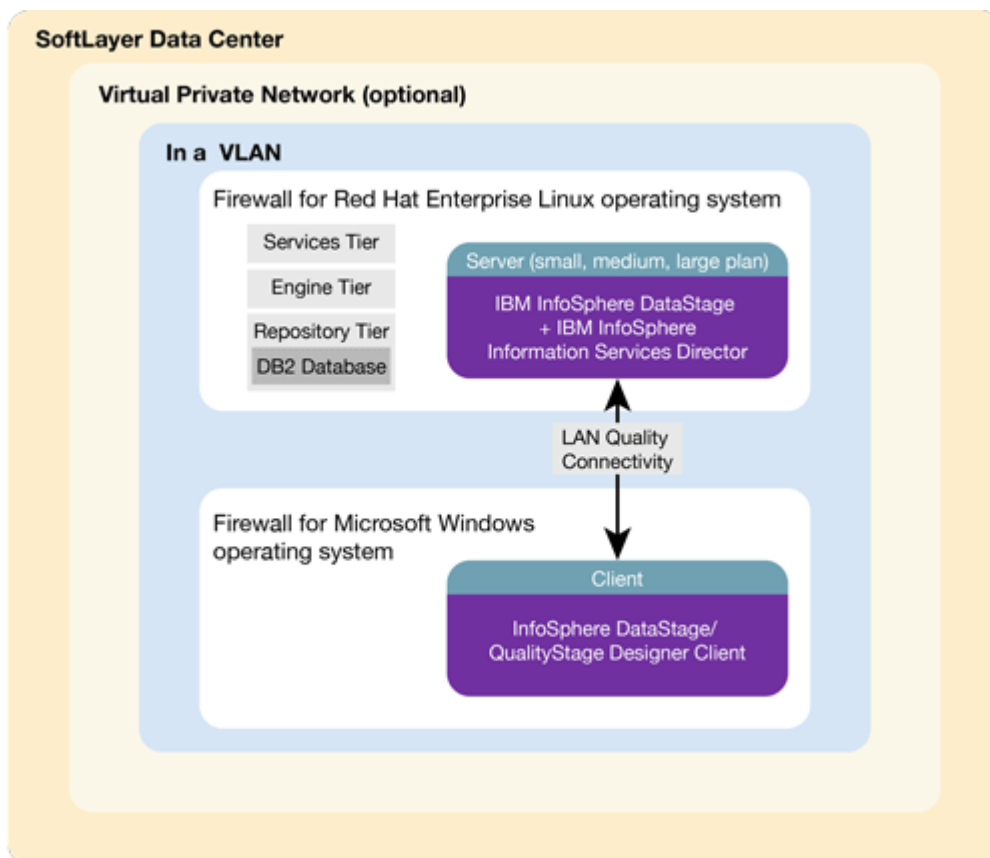 SoftLayer Data Center
Virtual Private Network (optional)
In a VLAN
Firewall for Red Hat Enterprise Linux operating system
Services Tier
Engine Tier
Repository Tier
DB2 Database
Server (small, medium, large plan)
IBM InfoSphere DataStage
+ IBM InfoSphere
Information Services Director
LAN Quality
Connectivity
Firewall for Microsoft Windows
operating system
Client
InfoSphere DataStage/
QualityStage Designer Client